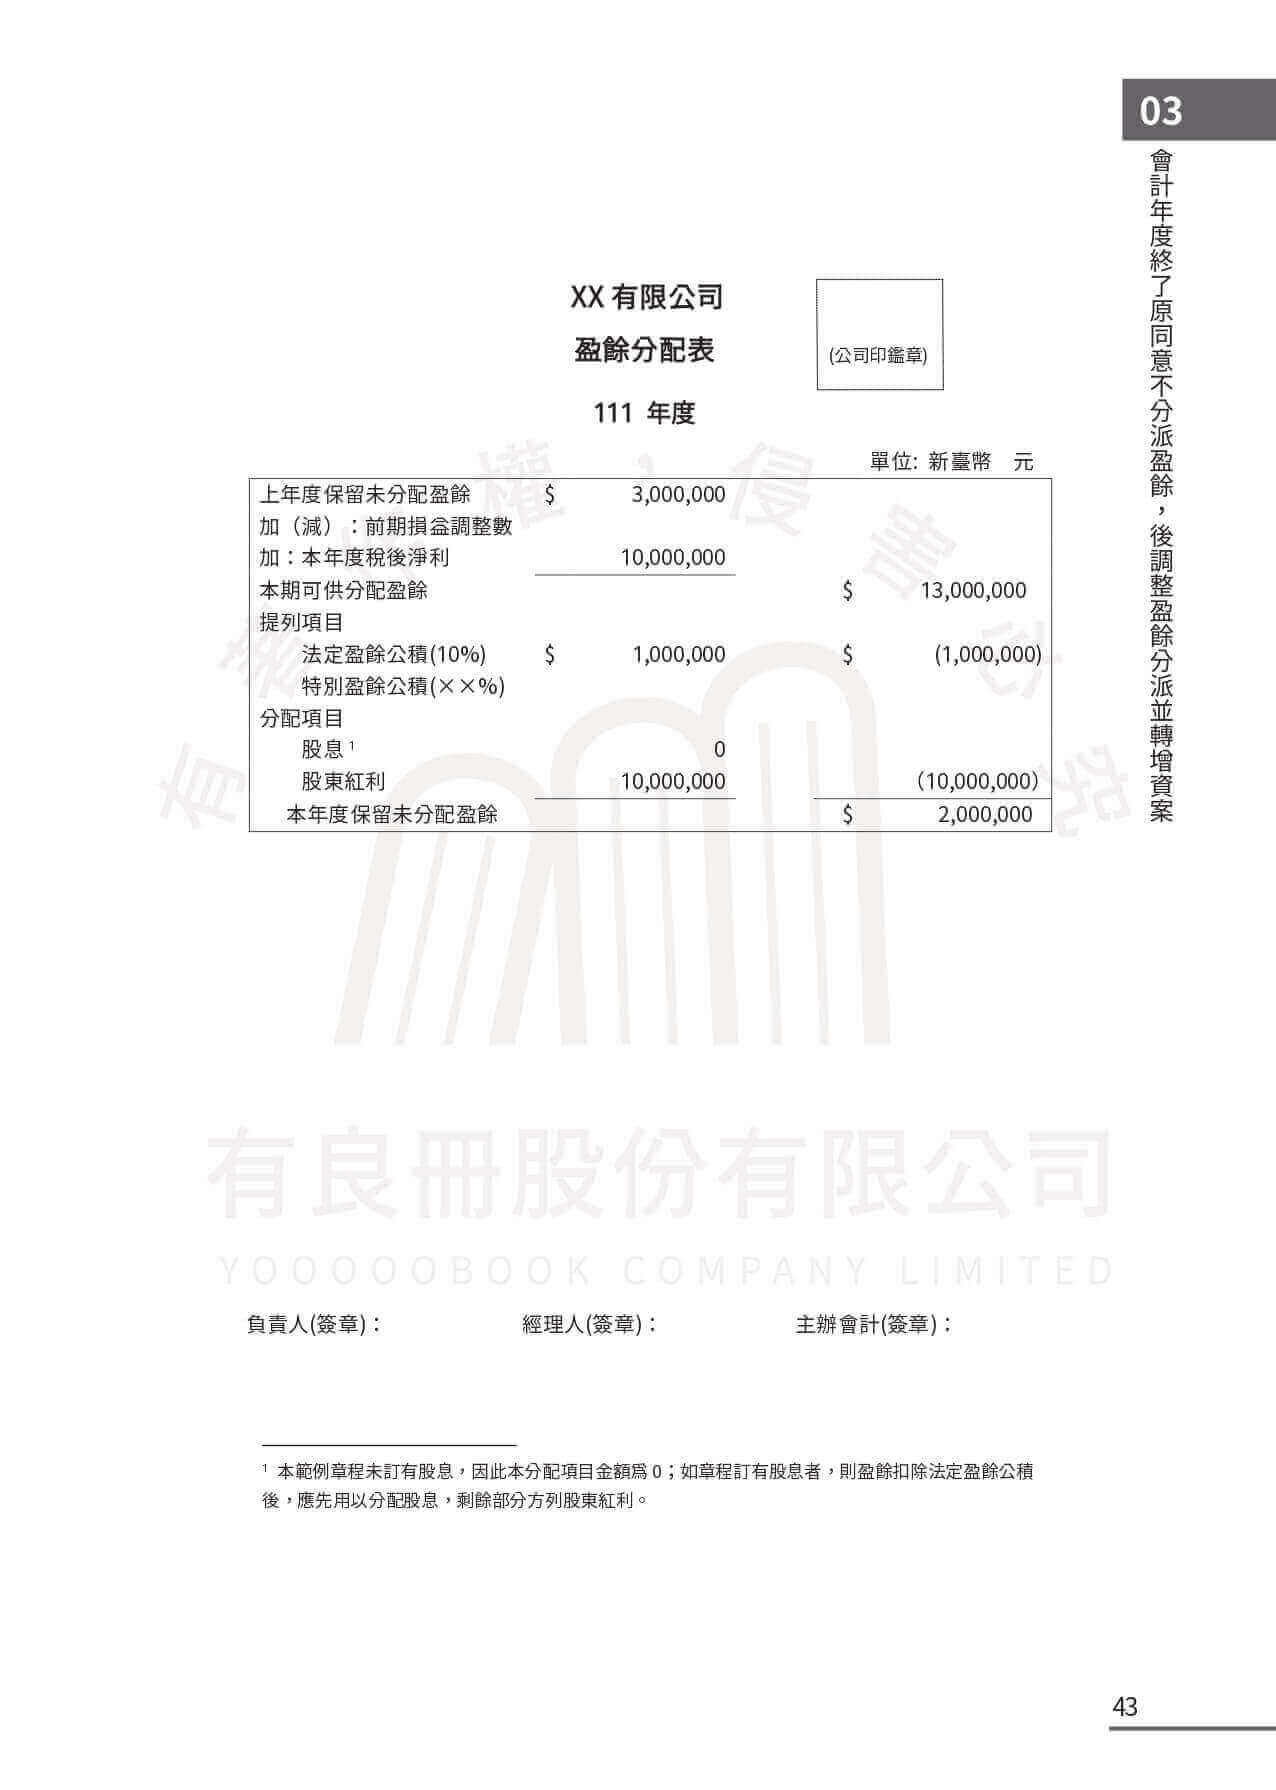 03
會計年度終了原同意不分派盈餘，後調整盈餘分派並轉增資案
XX 有限公司
盈餘分配表
(公司印鑑章)
111 年度
單位: 新臺幣 元
上年度保留未分配盈餘 $ 3,000,000
加（減）：前期損益調整數
加：本年度稅後淨利 10,000,000
本期可供分配盈餘 $ 13,000,000
提列項目
法定盈餘公積(10%) $ 1,000,000 $ (1,000,000)
特別盈餘公積(××%)
分配項目
股息¹ 0
股東紅利 10,000,000 （10,000,000）
本年度保留未分配盈餘 $ 2,000,000
有著作權，侵害必究
有良冊股份有限公司
YOOOOOBOOK COMPANY LIMITED
負責人(簽章)： 經理人(簽章)： 主辦會計(簽章)：
¹ 本範例章程未訂有股息，因此本分配項目金額為 0；如章程訂有股息者，則盈餘扣除法定盈餘公積
後，應先用以分配股息，剩餘部分方列股東紅利。
43